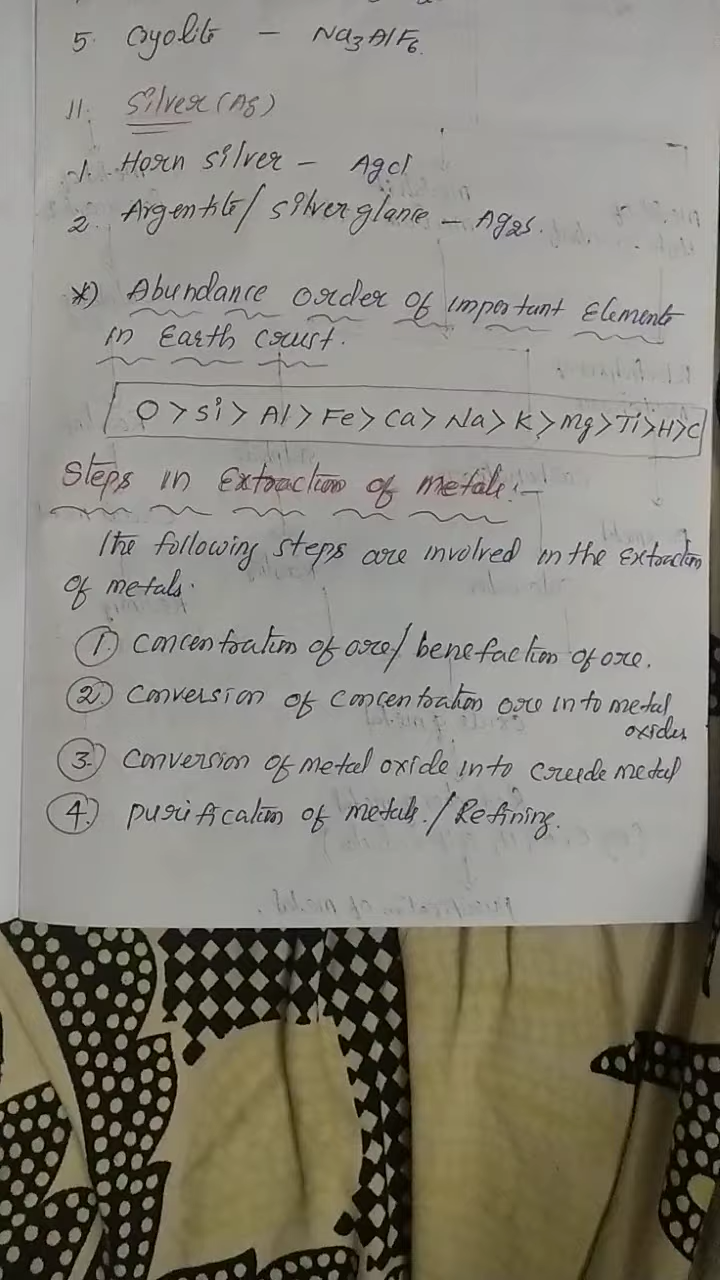 5. Cryolite - Na3AlF6.
11. Silver (Ag)
1. Horn silver - Agcl
2. Argentite/ silver glance - Ag2s.
*) Abundance order of important Elements
in Earth crust.
O > Si > Al > Fe > Ca > Na > K > Mg > Ti > H > C
Steps in Extraction of metals:-
The following steps are involved in the Extraction
of metals.
1. Concentration of ore/ benefaction of ore.
2. Conversion of Concentration ore into metal
oxides
3. Conversion of metal oxide into crude metal
4. purification of metals./Refining.